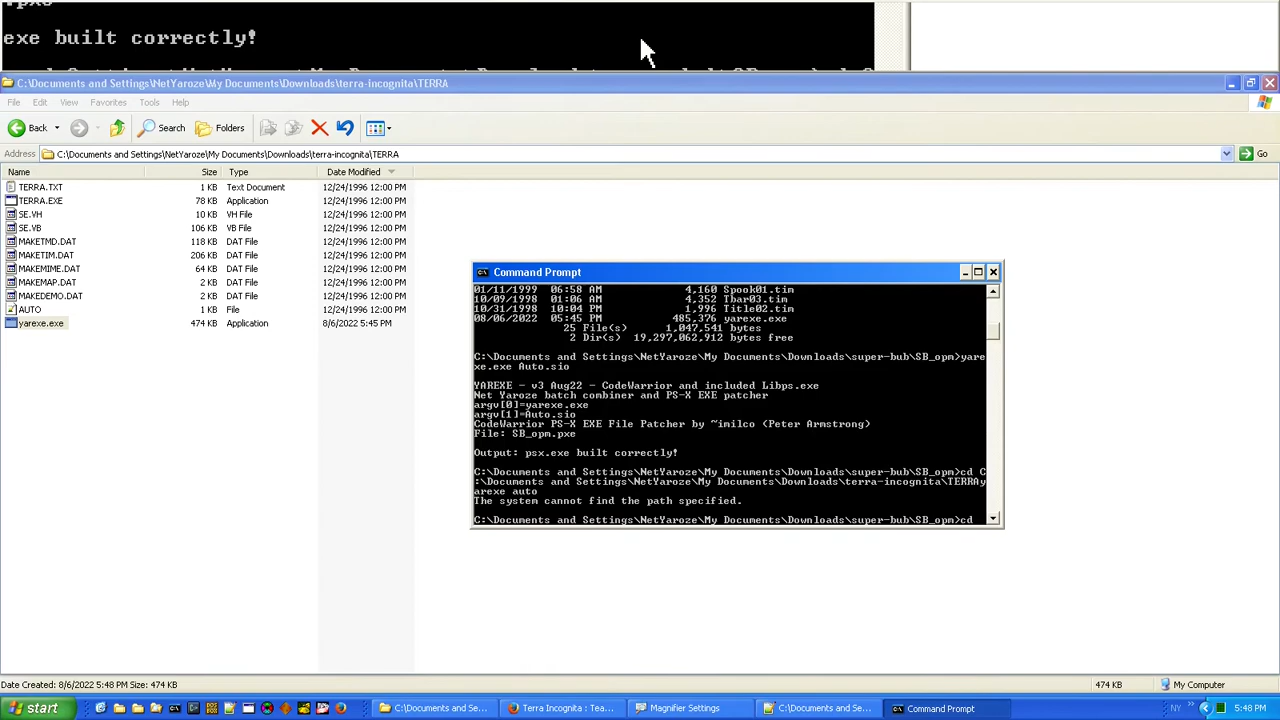 exe built correctly!
C:\Documents and Settings\NetYaroze\My Documents\Downloads\terra-incognita\TERRA
File Edit View Favorites Tools Help
Back Search Folders
Address C:\Documents and Settings\NetYaroze\My Documents\Downloads\terra-incognita\TERRA Go
Name Size Type Date Modified
TERRA.TXT 1 KB Text Document 12/24/1996 12:00 PM
TERRA.EXE 78 KB Application 12/24/1996 12:00 PM
SE.VH 10 KB VH File 12/24/1996 12:00 PM
SE.VB 106 KB VB File 12/24/1996 12:00 PM
MAKETMD.DAT 118 KB DAT File 12/24/1996 12:00 PM
MAKETIM.DAT 206 KB DAT File 12/24/1996 12:00 PM
MAKEMIME.DAT 64 KB DAT File 12/24/1996 12:00 PM
MAKEMAP.DAT 2 KB DAT File 12/24/1996 12:00 PM
MAKEDEMO.DAT 2 KB DAT File 12/24/1996 12:00 PM
AUTO 1 KB File 12/24/1996 12:00 PM
yarexe.exe 474 KB Application 8/6/2022 5:45 PM
Command Prompt
01/11/1999 06:58 AM 4,160 Spook01.tim
10/09/1998 01:06 AM 4,352 Tbar03.tim
10/31/1998 10:04 PM 1,996 Title02.tim
08/06/2022 05:45 PM 485,376 yarexe.exe
25 File(s) 1,047,541 bytes
2 Dir(s) 19,297,062,912 bytes free
C:\Documents and Settings\NetYaroze\My Documents\Downloads\super-bub\SB_opm>yare
xe.exe Auto.sio
YAREXE - v3 Aug22 - CodeWarrior and included Libps.exe
Net Yaroze batch combiner and PS-X EXE patcher
argv[0]=yarexe.exe
argv[1]=Auto.sio
CodeWarrior PS-X EXE File Patcher by ~imilco (Peter Armstrong)
File: SB_opm.pxe
Output: psx.exe built correctly!
C:\Documents and Settings\NetYaroze\My Documents\Downloads\super-bub\SB_opm>cd C
:\Documents and Settings\NetYaroze\My Documents\Downloads\terra-incognita\TERRAy
arexe auto
The system cannot find the path specified.
C:\Documents and Settings\NetYaroze\My Documents\Downloads\super-bub\SB_opm>cd
Date Created: 8/6/2022 5:48 PM Size: 474 KB 474 KB My Computer
start C:\Documents and Se... Terra Incognita : Tea... Magnifier Settings C:\Documents and Se... Command Prompt NY 5:48 PM